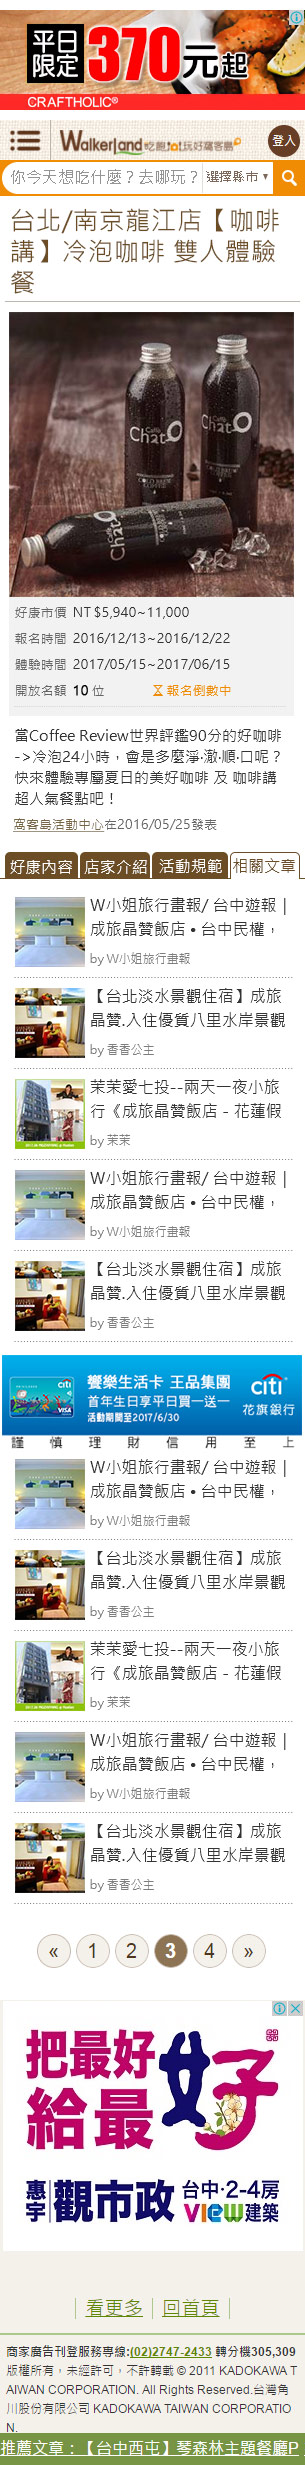 平日
限定 370元起
CRAFTHOLIC®
WalkerLand 吃跑玩好窩客島 登入
你今天想吃什麼？去哪玩？ 選擇縣市 ▼
台北/南京龍江店【咖啡
講】冷泡咖啡 雙人體驗
餐
Caffe
ChatO
COLD BREW
COFFEE
好康市價 NT $5,940~11,000
報名時間 2016/12/13~2016/12/22
體驗時間 2017/05/15~2017/06/15
開放名額 10 位 報名倒數中
當Coffee Review世界評鑑90分的好咖啡
->冷泡24小時，會是多麼淨‧澈‧順‧口呢？
快來體驗專屬夏日的美好咖啡 及 咖啡講
超人氣餐點吧！
窩客島活動中心在2016/05/25發表
好康內容 店家介紹 活動規範 相關文章
W小姐旅行畫報/ 台中遊報｜
成旅晶贊飯店 • 台中民權，
by W小姐旅行畫報
【台北淡水景觀住宿】成旅
晶贊.入住優質八里水岸景觀
by 香香公主
茉茉愛七投--兩天一夜小旅
行《成旅晶贊飯店 - 花蓮假
by 茉茉
W小姐旅行畫報/ 台中遊報｜
成旅晶贊飯店 • 台中民權，
by W小姐旅行畫報
【台北淡水景觀住宿】成旅
晶贊.入住優質八里水岸景觀
by 香香公主
饗樂生活卡 王品集團
首年生日享平日買一送一
活動期間至2017/6/30
citi
花旗銀行
citi
VISA
謹慎理財信用至上
W小姐旅行畫報/ 台中遊報｜
成旅晶贊飯店 • 台中民權，
by W小姐旅行畫報
【台北淡水景觀住宿】成旅
晶贊.入住優質八里水岸景觀
by 香香公主
茉茉愛七投--兩天一夜小旅
行《成旅晶贊飯店 - 花蓮假
by 茉茉
W小姐旅行畫報/ 台中遊報｜
成旅晶贊飯店 • 台中民權，
by W小姐旅行畫報
【台北淡水景觀住宿】成旅
晶贊.入住優質八里水岸景觀
by 香香公主
« 1 2 3 4 »
把最好
給最好
惠宇 觀市政 台中·2-4房
view建築
看更多 回首頁
商家廣告刊登服務專線:(02)2747-2433 轉分機305,309
版權所有，未經許可，不許轉載 © 2011 KADOKAWA T
AIWAN CORPORATION. All Rights Reserved.台灣角
川股份有限公司 KADOKAWA TAIWAN CORPORATIO
N.
推薦文章：【台中西屯】琴森林主題餐廳P